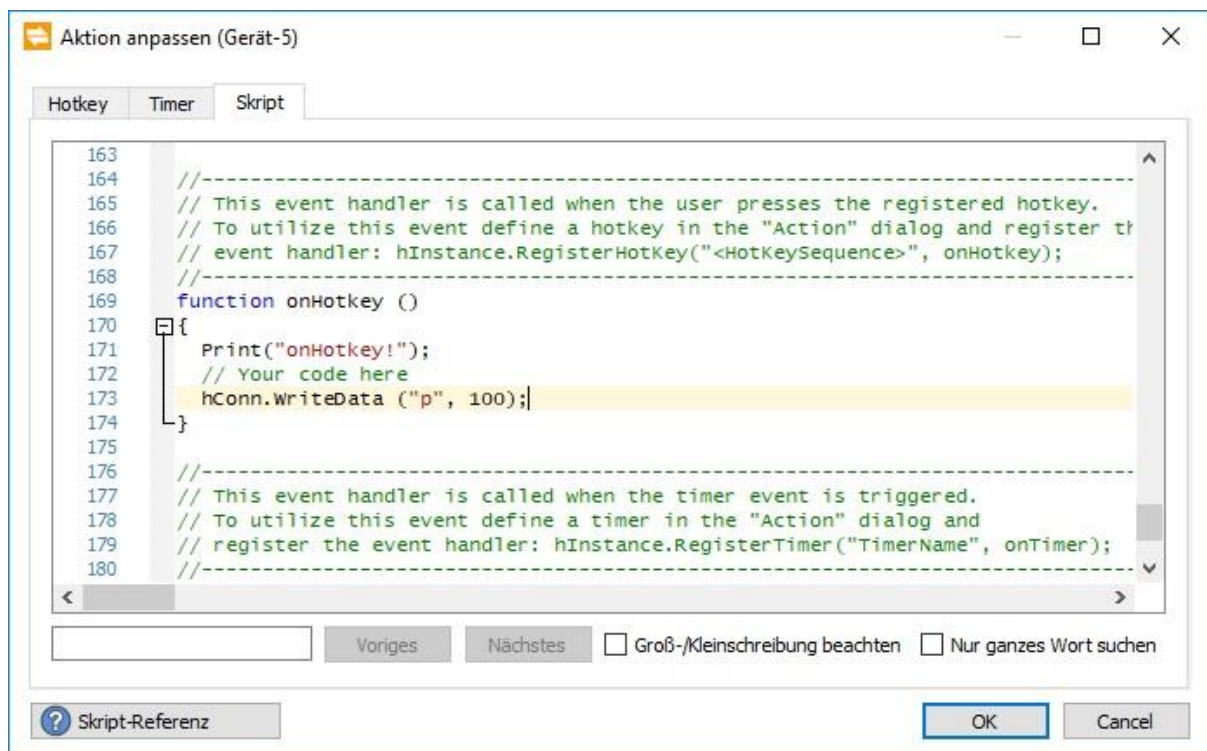 Aktion anpassen (Gerät-5)
Hotkey Timer Skript
163
164 //------------------------------------------------------------------------------
165 // This event handler is called when the user presses the registered hotkey.
166 // To utilize this event define a hotkey in the "Action" dialog and register th
167 // event handler: hInstance.RegisterHotKey("<HotKeySequence>", onHotkey);
168 //------------------------------------------------------------------------------
169 function onHotkey ()
170 {
171 Print("onHotkey!");
172 // Your code here
173 hConn.WriteData ("p", 100);
174 }
175
176 //------------------------------------------------------------------------------
177 // This event handler is called when the timer event is triggered.
178 // To utilize this event define a timer in the "Action" dialog and
179 // register the event handler: hInstance.RegisterTimer("TimerName", onTimer);
180 //------------------------------------------------------------------------------
Voriges Nächstes Groß-/Kleinschreibung beachten Nur ganzes Wort suchen
? Skript-Referenz OK Cancel